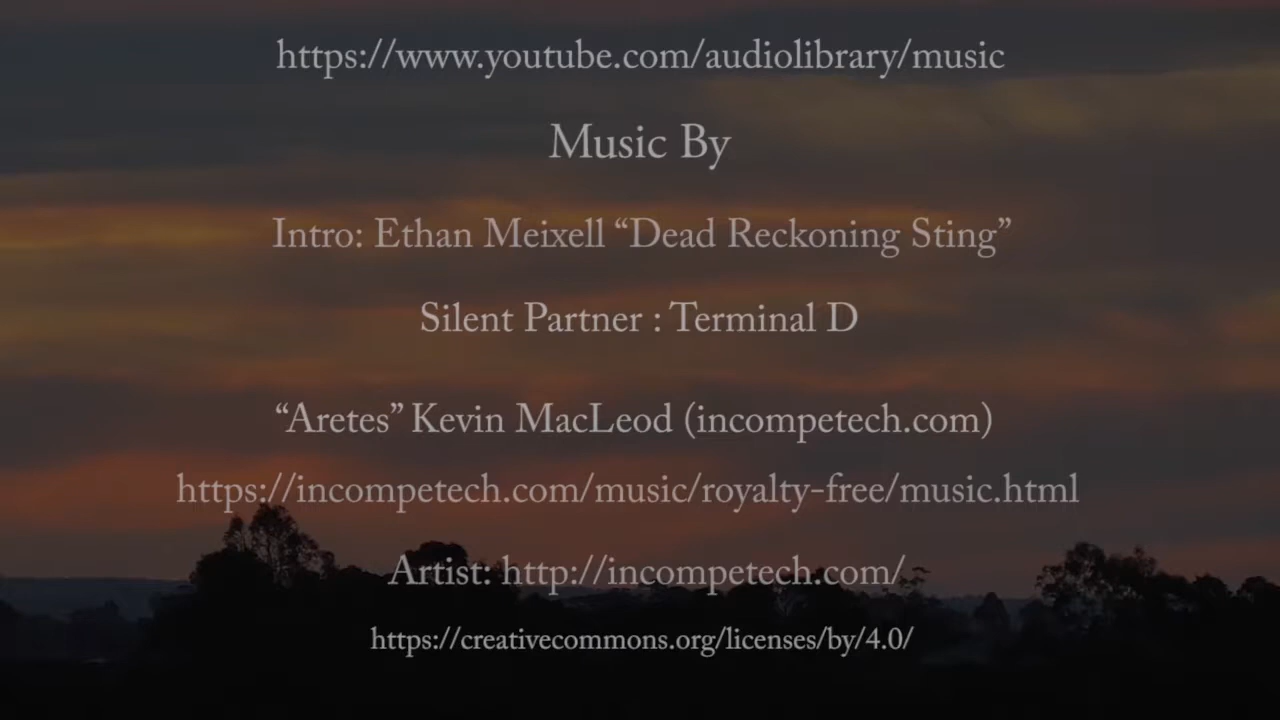 https://www.youtube.com/audiolibrary/music
Music By
Intro: Ethan Meixell “Dead Reckoning Sting”
Silent Partner : Terminal D
“Aretes” Kevin MacLeod (incompetech.com)
https://incompetech.com/music/royalty-free/music.html
Artist: http://incompetech.com/
https://creativecommons.org/licenses/by/4.0/